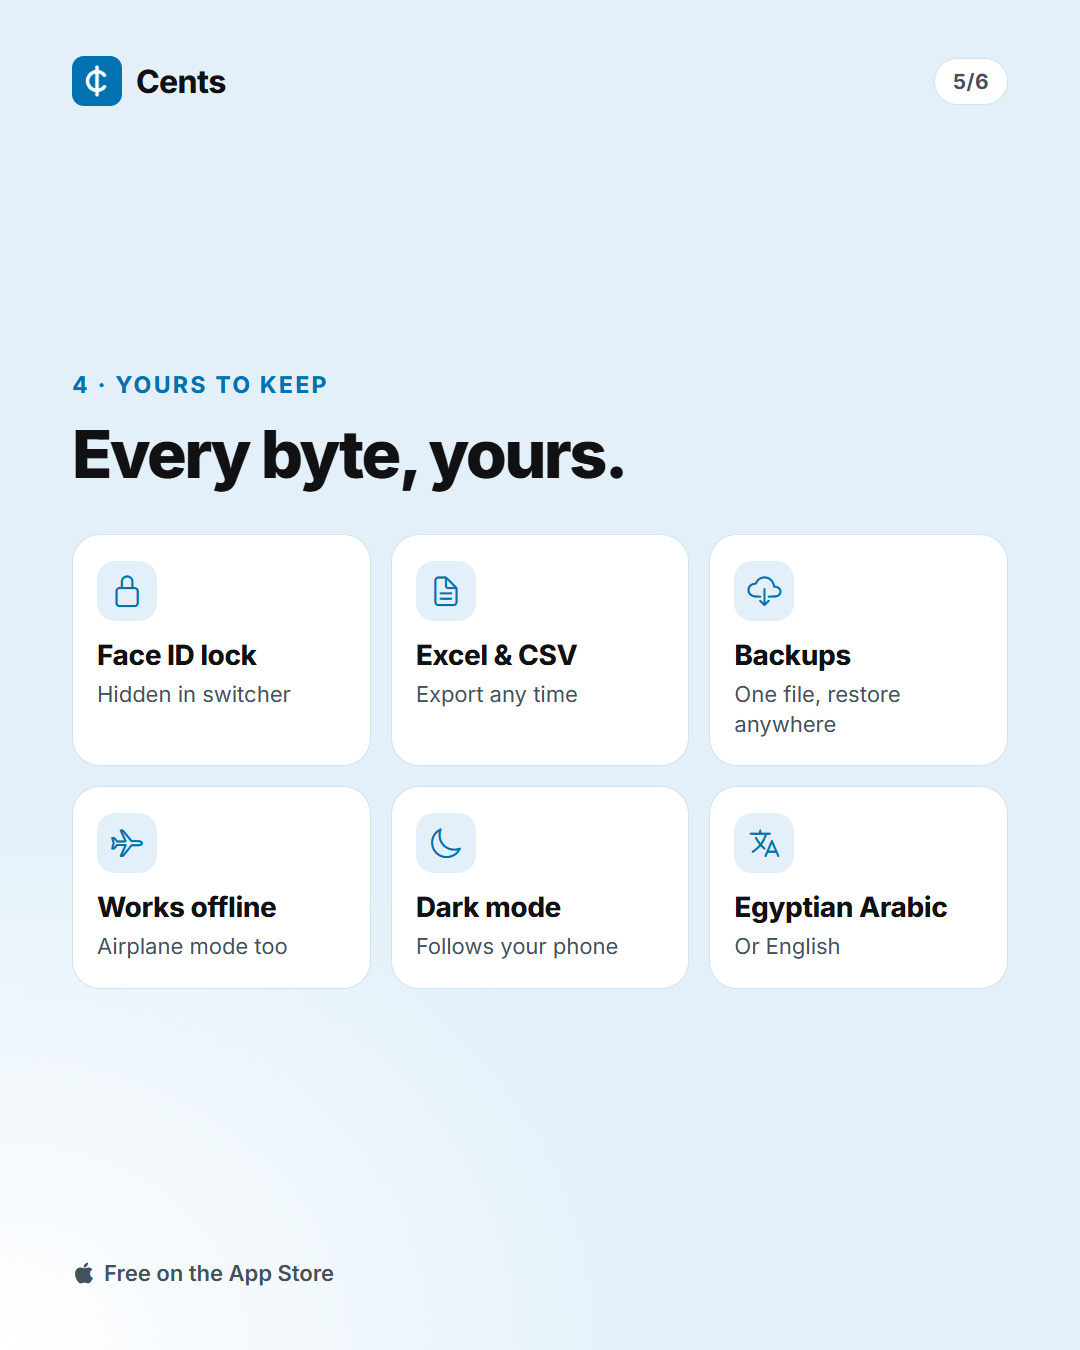 Cents
5/6
4 · YOURS TO KEEP
Every byte, yours.
Face ID lock
Hidden in switcher
Excel & CSV
Export any time
Backups
One file, restore
anywhere
Works offline
Airplane mode too
Dark mode
Follows your phone
Egyptian Arabic
Or English
Free on the App Store